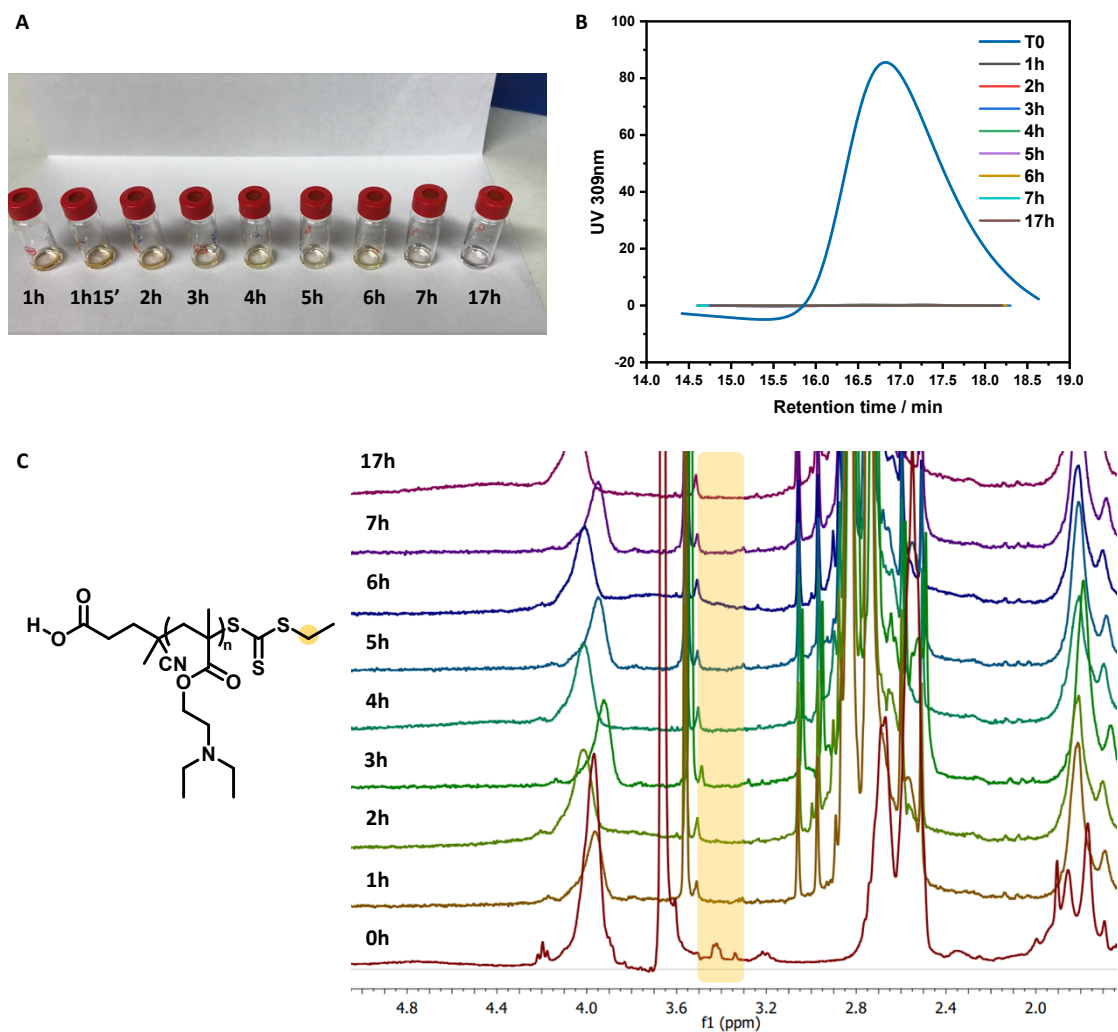 A
1h 1h15’ 2h 3h 4h 5h 6h 7h 17h
B
UV 309nm
100
80
60
40
20
0
-20
14.0 14.5 15.0 15.5 16.0 16.5 17.0 17.5 18.0 18.5 19.0
Retention time / min
T0
1h
2h
3h
4h
5h
6h
7h
17h
C
O
H O
CN
O O
n
S S
S
N
17h
7h
6h
5h
4h
3h
2h
1h
0h
4.8 4.4 4.0 3.6 3.2 2.8 2.4 2.0
f1 (ppm)